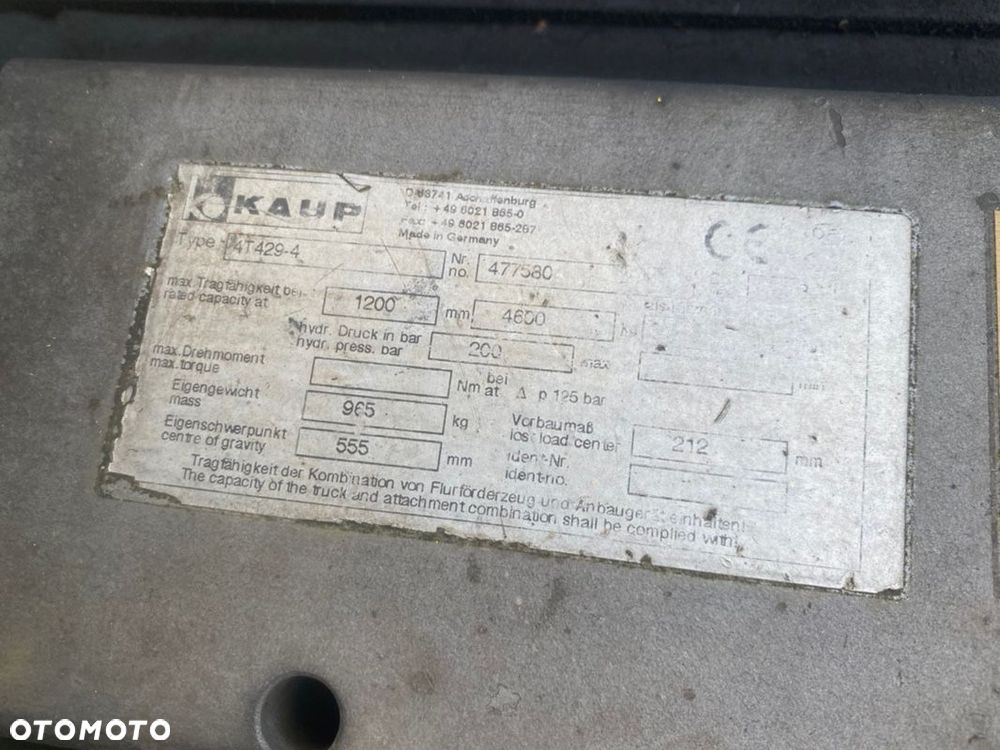 KAUP
D-63741 Aschaffenburg
Tel.: +49 6021 865-0
Fax: +49 6021 865-287
Made in Germany
CE
Type 4T429-4
Nr.
no. 477580
max. Tragfähigkeit bei
rated capacity at 1200 mm 4600 kg
hydr. Druck in bar
hydr. press. bar 200 max
max. Drehmoment
max. torque Nm bei
at Δ p 125 bar
Eigengewicht
mass 965 kg
Vorbaumaß
lost load center 212 mm
Eigenschwerpunkt
centre of gravity 555 mm
Ident-Nr.
ident-no.
Tragfähigkeit der Kombination von Flurförderzeug und Anbaugerät einhalten!
The capacity of the truck and attachment combination shall be complied with!
OTOMOTO